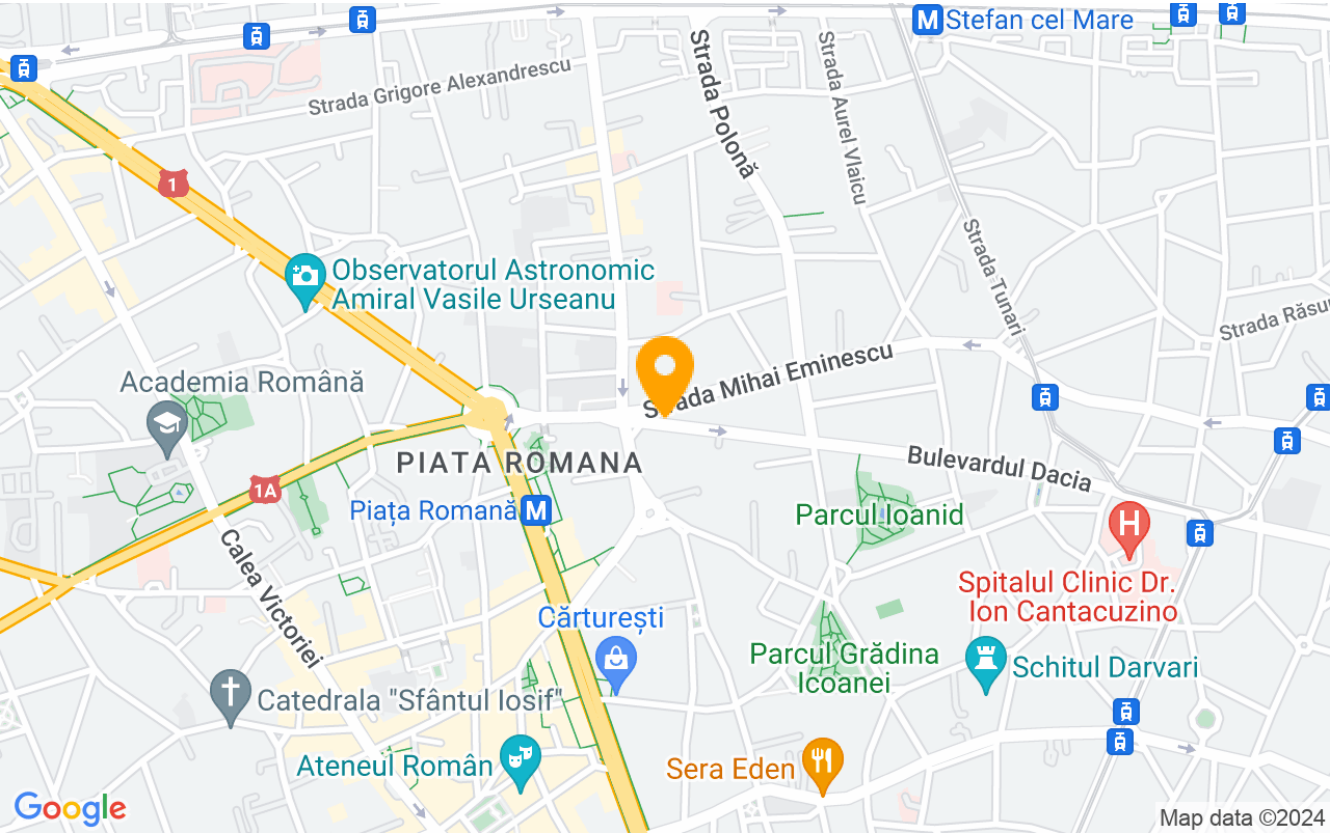 Stefan cel Mare
Strada Grigore Alexandrescu
Strada Polonă
Strada Aurel Vlaicu
1
Strada Tunari
Observatorul Astronomic
Amiral Vasile Urseanu
Strada Răsu
Strada Mihai Eminescu
Academia Română
PIATA ROMANA
Bulevardul Dacia
1A
Piața Romană
M
Parcul Ioanid
H
Calea Victoriei
Spitalul Clinic Dr.
Ion Cantacuzino
Cărturești
Parcul Grădina
Icoanei
Schitul Darvari
Catedrala "Sfântul Iosif"
Ateneul Român
Sera Eden
Google
Map data ©2024